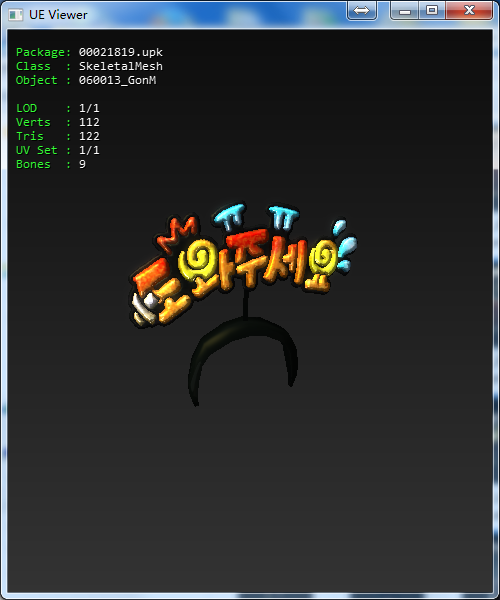 UE Viewer
Package: 00021819.upk
Class : SkeletalMesh
Object : 060013_GonM
LOD : 1/1
Verts : 112
Tris : 122
UV Set : 1/1
Bones : 9
ㅠ ㅠ
도와주세요